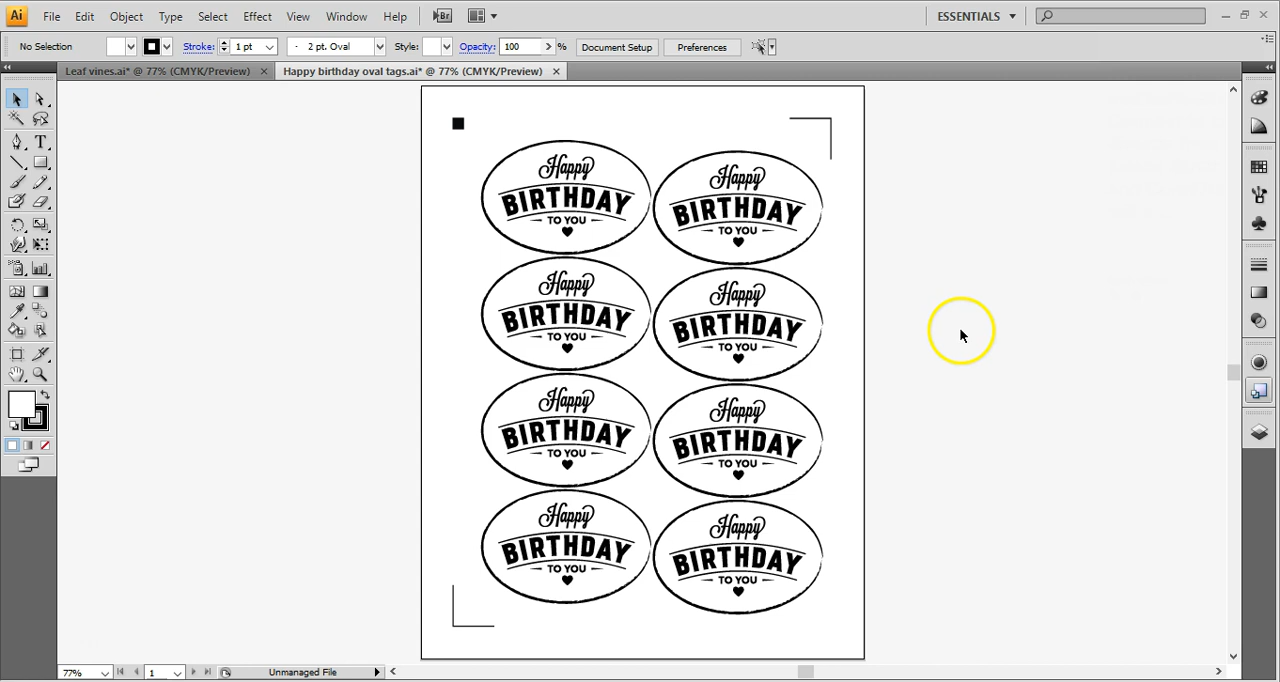 Ai File Edit Object Type Select Effect View Window Help Br ESSENTIALS
No Selection Stroke: 1 pt 2 pt. Oval Style: Opacity: 100 % Document Setup Preferences
Leaf vines.ai* @ 77% (CMYK/Preview) Happy birthday oval tags.ai* @ 77% (CMYK/Preview)
Happy
BIRTHDAY
TO YOU
Happy
BIRTHDAY
TO YOU
Happy
BIRTHDAY
TO YOU
Happy
BIRTHDAY
TO YOU
Happy
BIRTHDAY
TO YOU
Happy
BIRTHDAY
TO YOU
Happy
BIRTHDAY
TO YOU
Happy
BIRTHDAY
TO YOU
77% 1 Unmanaged File